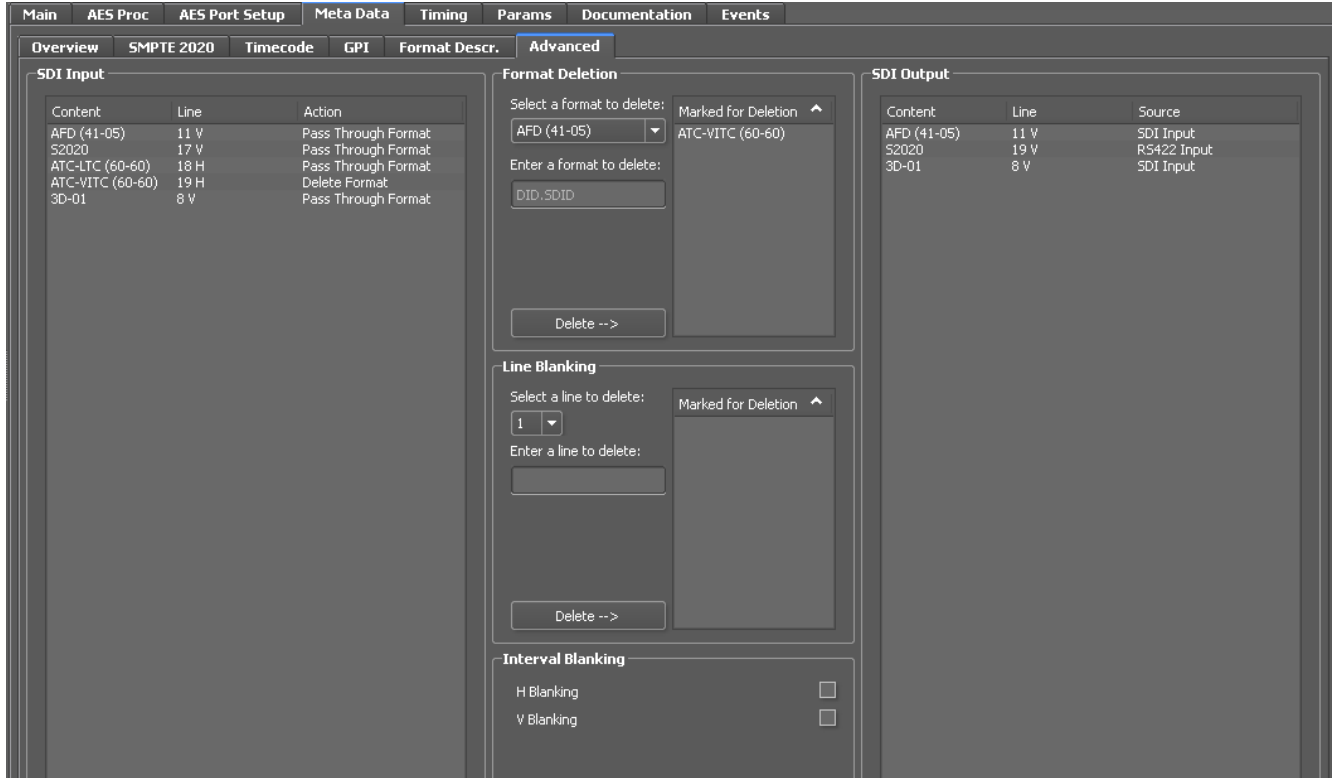 Main AES Proc AES Port Setup Meta Data Timing Params Documentation Events
Overview SMPTE 2020 Timecode GPI Format Descr. Advanced
SDI Input
Content Line Action
AFD (41-05) 11 V Pass Through Format
S2020 17 V Pass Through Format
ATC-LTC (60-60) 18 H Pass Through Format
ATC-VITC (60-60) 19 H Delete Format
3D-01 8 V Pass Through Format
Format Deletion
Select a format to delete:
AFD (41-05)
Enter a format to delete:
DID.SDID
Delete -->
Marked for Deletion
ATC-VITC (60-60)
Line Blanking
Select a line to delete:
1
Enter a line to delete:
Delete -->
Marked for Deletion
Interval Blanking
H Blanking
V Blanking
SDI Output
Content Line Source
AFD (41-05) 11 V SDI Input
S2020 19 V RS422 Input
3D-01 8 V SDI Input